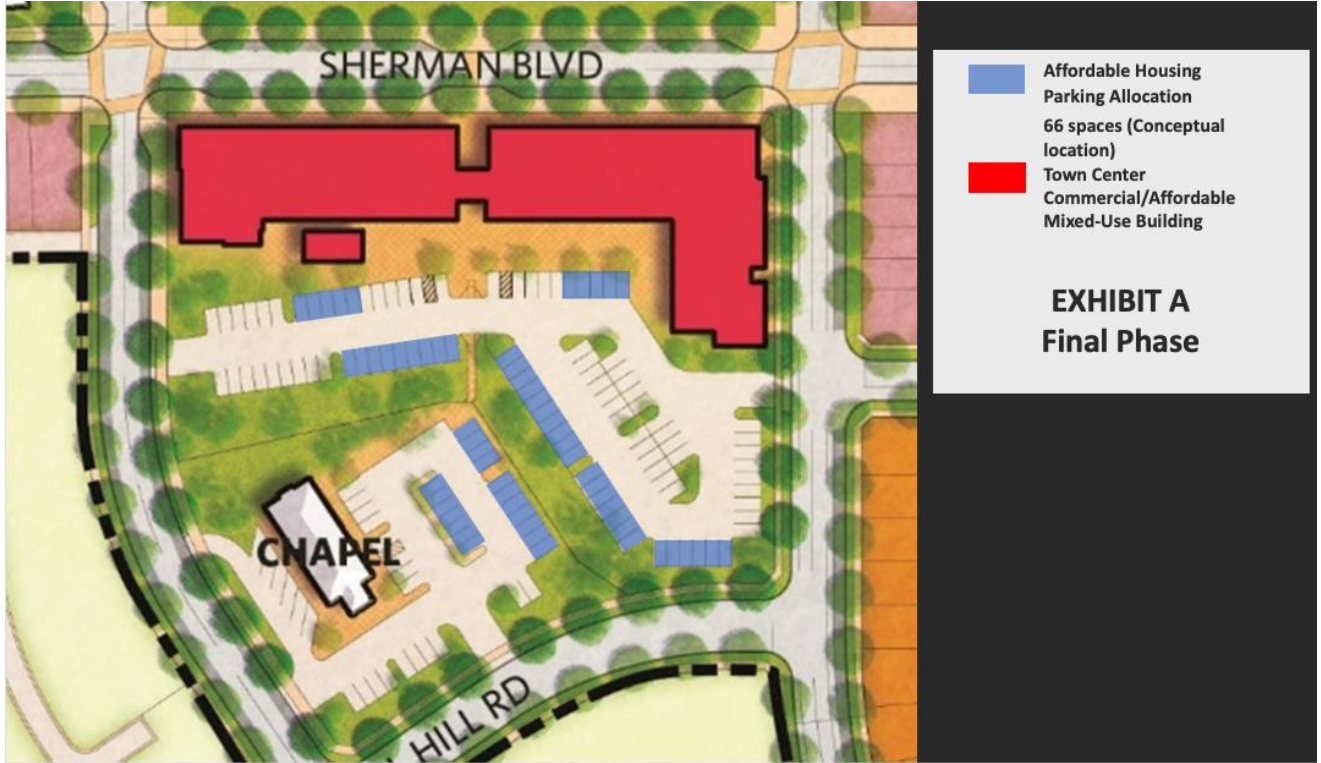 SHERMAN BLVD
CHAPEL
HILL RD
Affordable Housing
Parking Allocation
66 spaces (Conceptual
location)
Town Center
Commercial/Affordable
Mixed-Use Building
EXHIBIT A
Final Phase